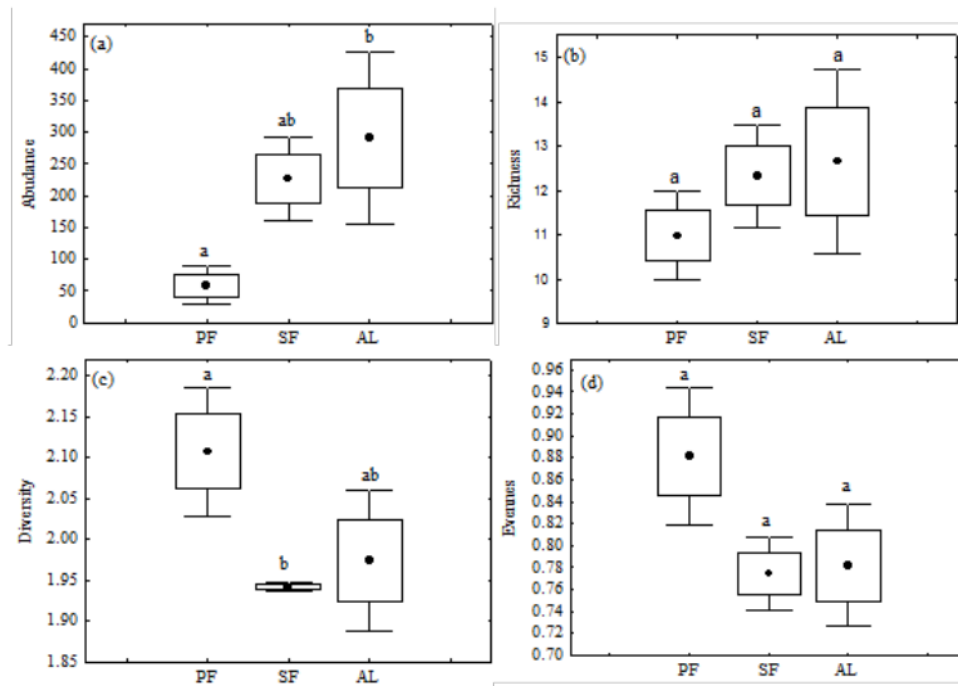 (a)
Abudance
450
400
350
300
250
200
150
100
50
0
a
ab
b
PF SF AL
(b)
Richness
15
14
13
12
11
10
9
a
a
a
PF SF AL
(c)
Diversity
2.20
2.15
2.10
2.05
2.00
1.95
1.90
1.85
a
b
ab
PF SF AL
(d)
Evennes
0.96
0.94
0.92
0.90
0.88
0.86
0.84
0.82
0.80
0.78
0.76
0.74
0.72
0.70
a
a
a
PF SF AL